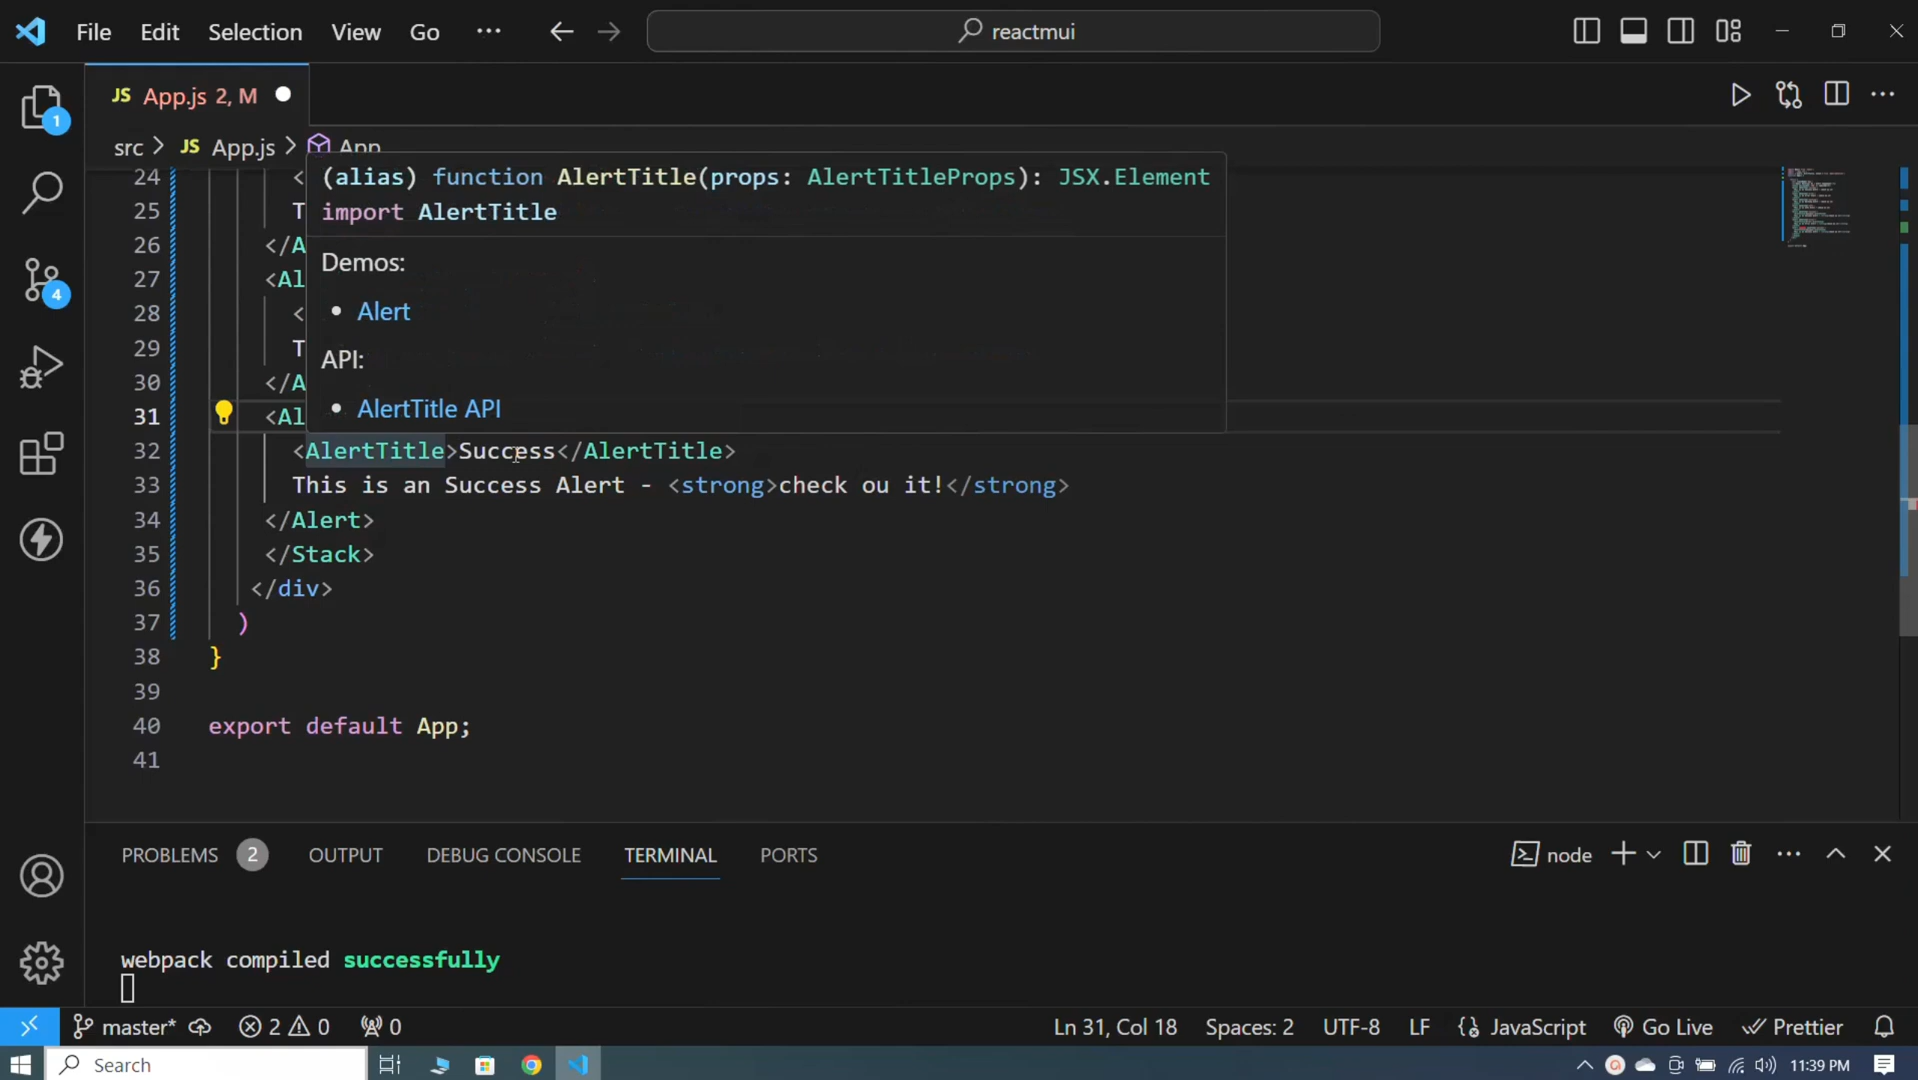 File Edit Selection View Go ··· reactmui
JS App.js 2, M
src > JS App.js > App
24 <
25 T
26 </A
27 <Al
28 <
29 T
30 </A
31 <Al
(alias) function AlertTitle(props: AlertTitleProps): JSX.Element
import AlertTitle
Demos:
• Alert
API:
• AlertTitle API
32 <AlertTitle>Success</AlertTitle>
33 This is an Success Alert - <strong>check ou it!</strong>
34 </Alert>
35 </Stack>
36 </div>
37 )
38 }
39
40 export default App;
41
1
4
PROBLEMS 2 OUTPUT DEBUG CONSOLE TERMINAL PORTS node
webpack compiled successfully
master* 2 0 0 Ln 31, Col 18 Spaces: 2 UTF-8 LF {} JavaScript Go Live Prettier
Search 11:39 PM